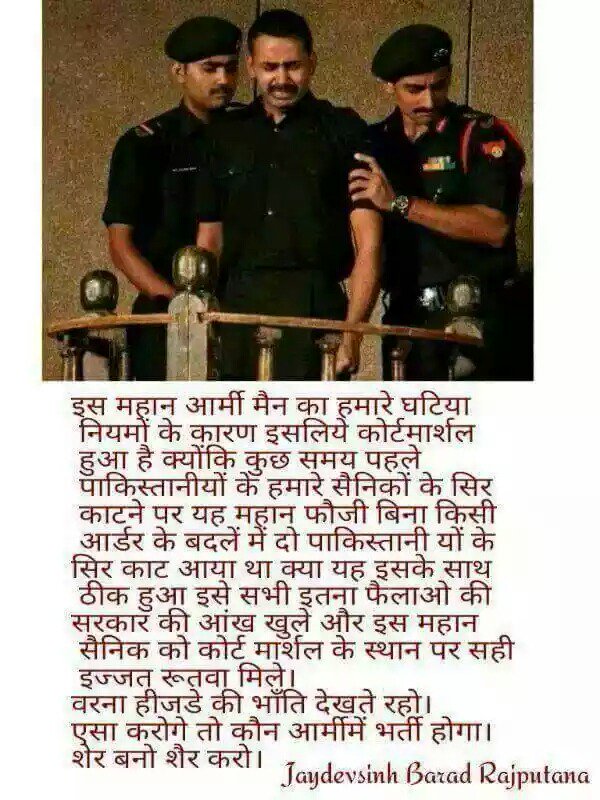 इस महान आर्मी मैन का हमारे घटिया
नियमों के कारण इसलिये कोर्टमार्शल
हुआ है क्योंकि कुछ समय पहले
पाकिस्तानीयों के हमारे सैनिकों के सिर
काटने पर यह महान फौजी बिना किसी
आर्डर के बदलें में दो पाकिस्तानी यों के
सिर काट आया था क्या यह इसके साथ
ठीक हुआ इसे सभी इतना फैलाओ की
सरकार की आंख खुले और इस महान
सैनिक को कोर्ट मार्शल के स्थान पर सही
इज्जत रूतवा मिले।
वरना हीजडे की भाँति देखते रहो।
एसा करोगे तो कौन आर्मीमें भर्ती होगा।
शेर बनो शैर करो।
Jaydevsinh Barad Rajputana